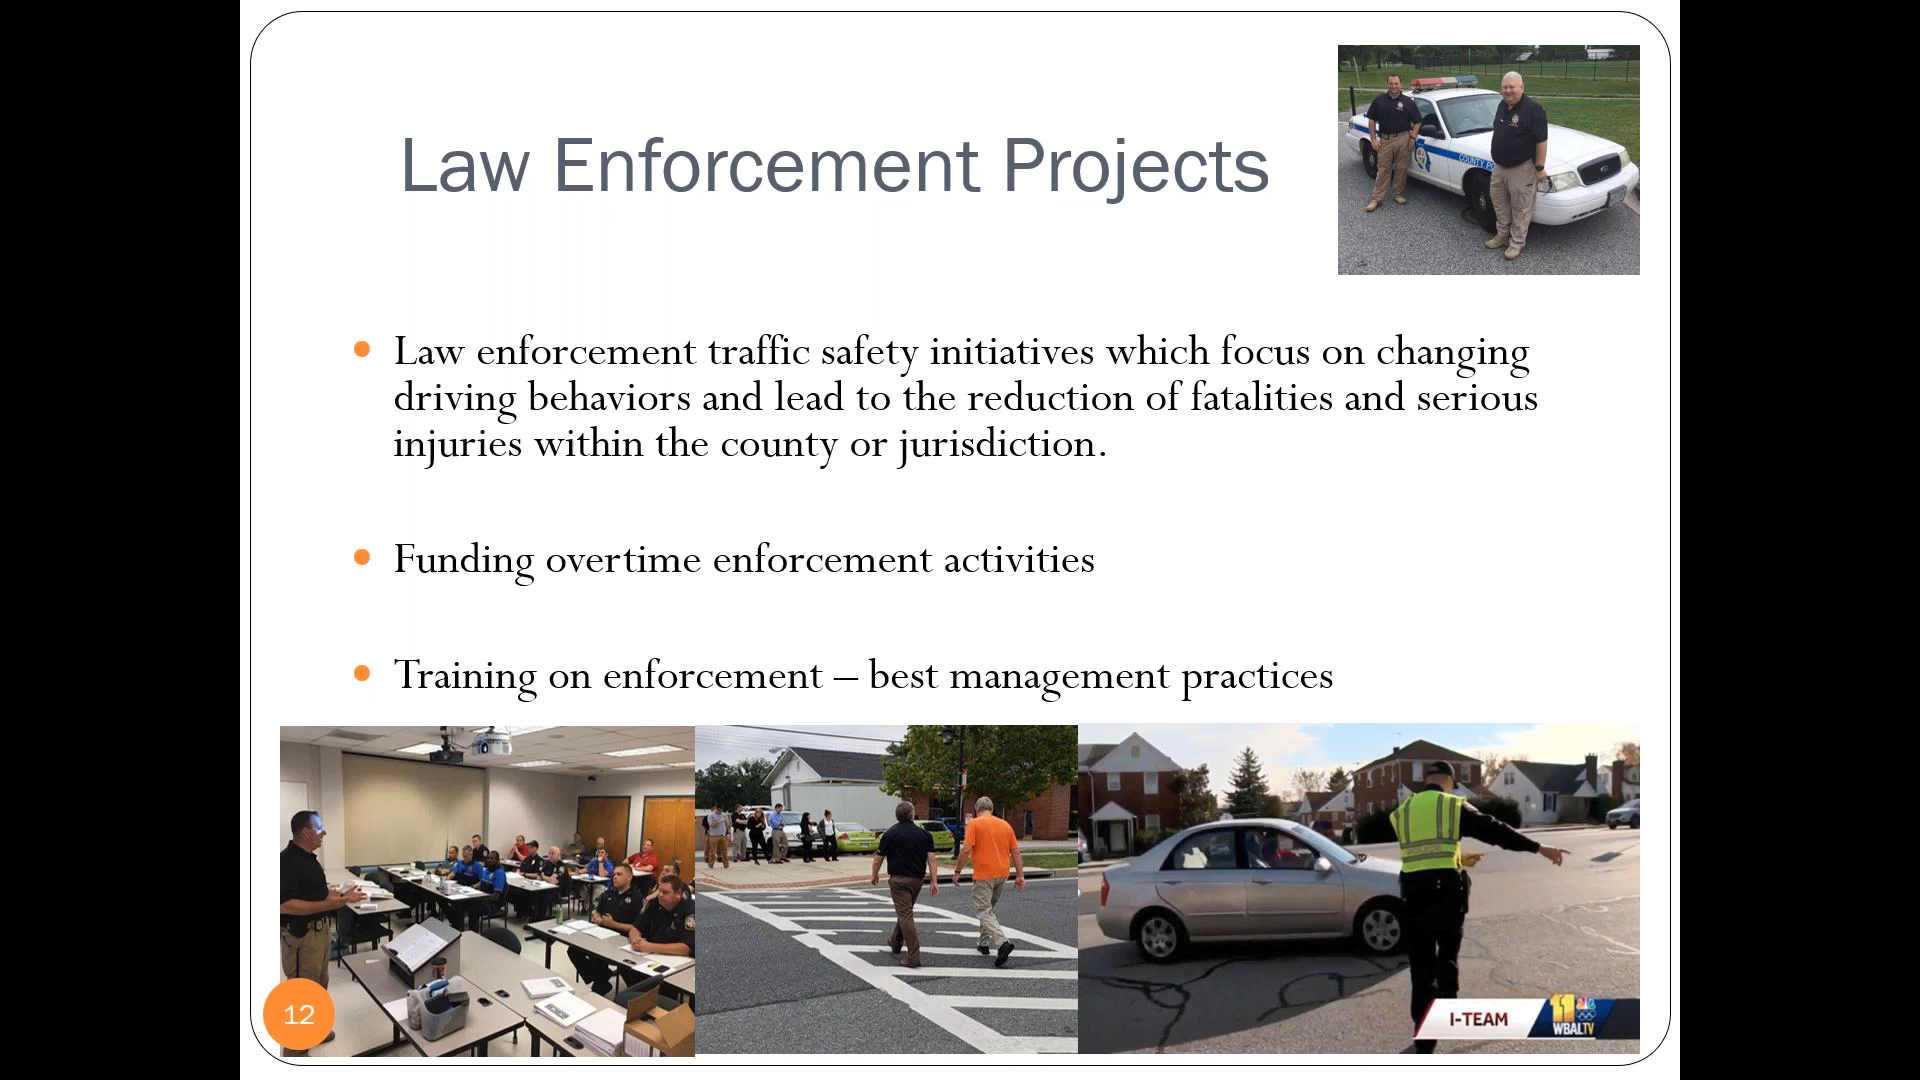 Law Enforcement Projects
COUNTY PO
Law enforcement traffic safety initiatives which focus on changing
driving behaviors and lead to the reduction of fatalities and serious
injuries within the county or jurisdiction.
Funding overtime enforcement activities
Training on enforcement – best management practices
12
I-TEAM
11
WBALTV